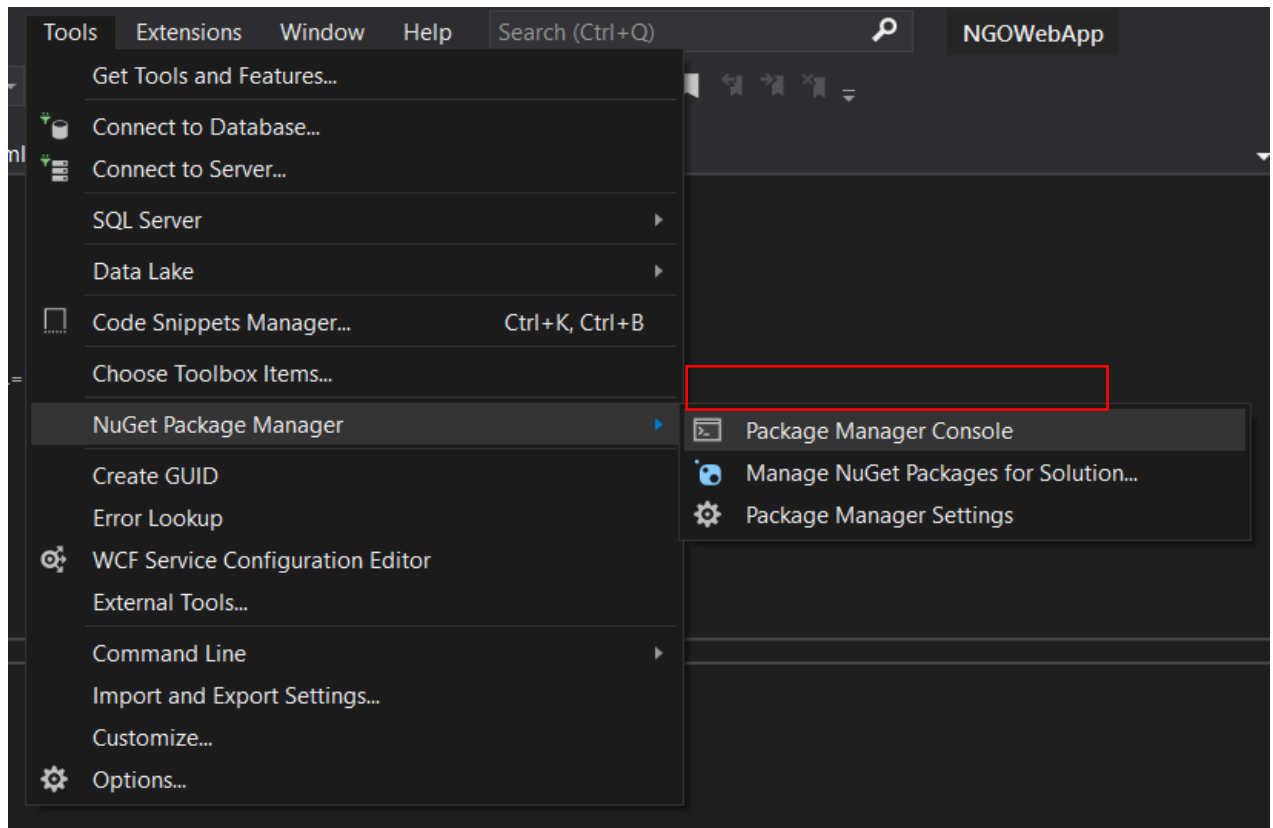 Tools Extensions Window Help Search (Ctrl+Q) NGOWebApp
Get Tools and Features...
Connect to Database...
ml
Connect to Server...
SQL Server
Data Lake
Code Snippets Manager... Ctrl+K, Ctrl+B
Choose Toolbox Items...
=
NuGet Package Manager
Package Manager Console
Manage NuGet Packages for Solution...
Package Manager Settings
Create GUID
Error Lookup
WCF Service Configuration Editor
External Tools...
Command Line
Import and Export Settings...
Customize...
Options...